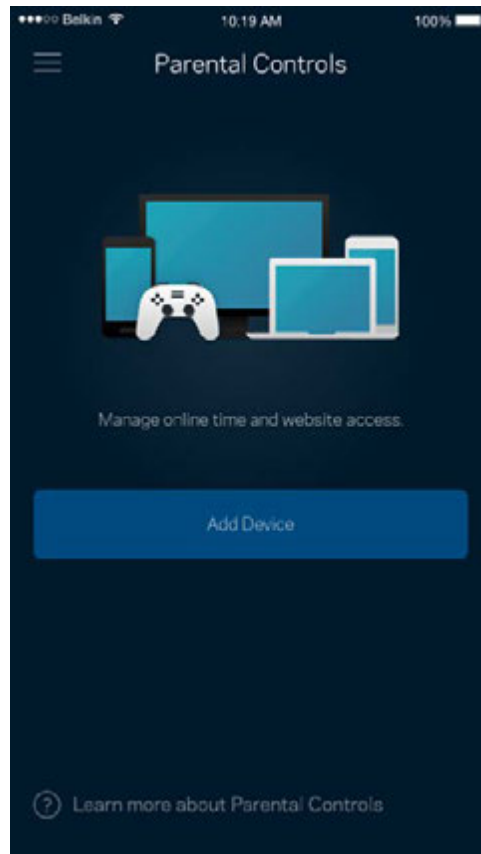 Belkin 10:19 AM 100%
Parental Controls
Manage online time and website access.
Add Device
? Learn more about Parental Controls